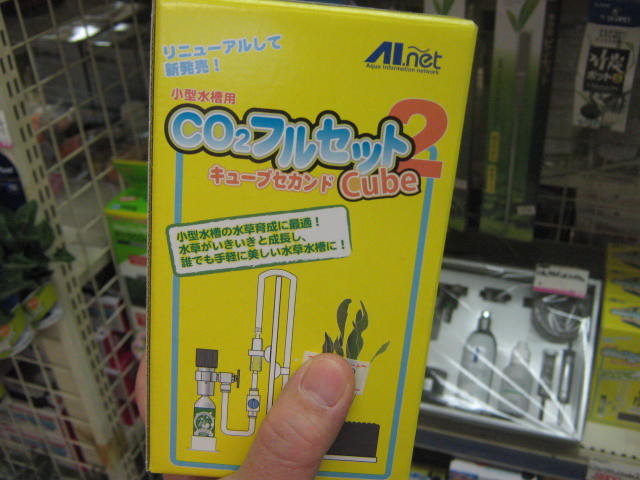 リニューアルして
新発売！
AI.net
Aqua Information network
小型水槽用
CO2フルセット2
キューブセカンド Cube
小型水槽の水草育成に最適！
水草がいきいきと成長し、
誰でも手軽に美しい水草水槽に！